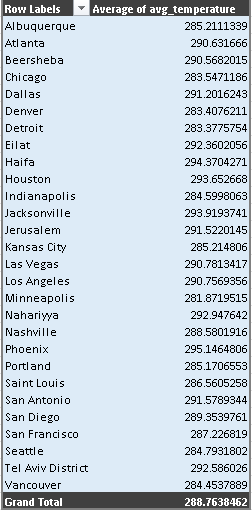 Row Labels Average of avg_temperature
Albuquerque 285.2111339
Atlanta 290.631666
Beersheba 290.5682015
Chicago 283.5471186
Dallas 291.2016243
Denver 283.4076211
Detroit 283.3775754
Eilat 292.3602056
Haifa 294.3704271
Houston 293.652668
Indianapolis 284.5998063
Jacksonville 293.9193741
Jerusalem 291.5220145
Kansas City 285.214806
Las Vegas 290.7813417
Los Angeles 290.7569356
Minneapolis 281.8719515
Nahariyya 292.947642
Nashville 288.5801916
Phoenix 295.1464806
Portland 285.1706553
Saint Louis 286.5605258
San Antonio 291.5789344
San Diego 289.3539761
San Francisco 287.226819
Seattle 284.7931802
Tel Aviv District 292.586026
Vancouver 284.4537889
Grand Total 288.7638462